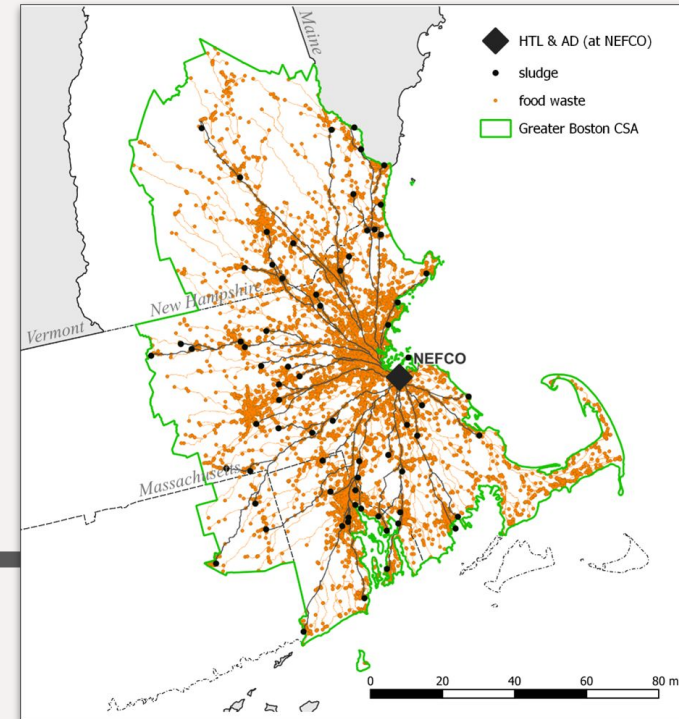 Maine
HTL & AD (at NEFCO)
sludge
food waste
Greater Boston CSA
New Hampshire
Vermont
NEFCO
Massachusetts
0 20 40 60 80 m